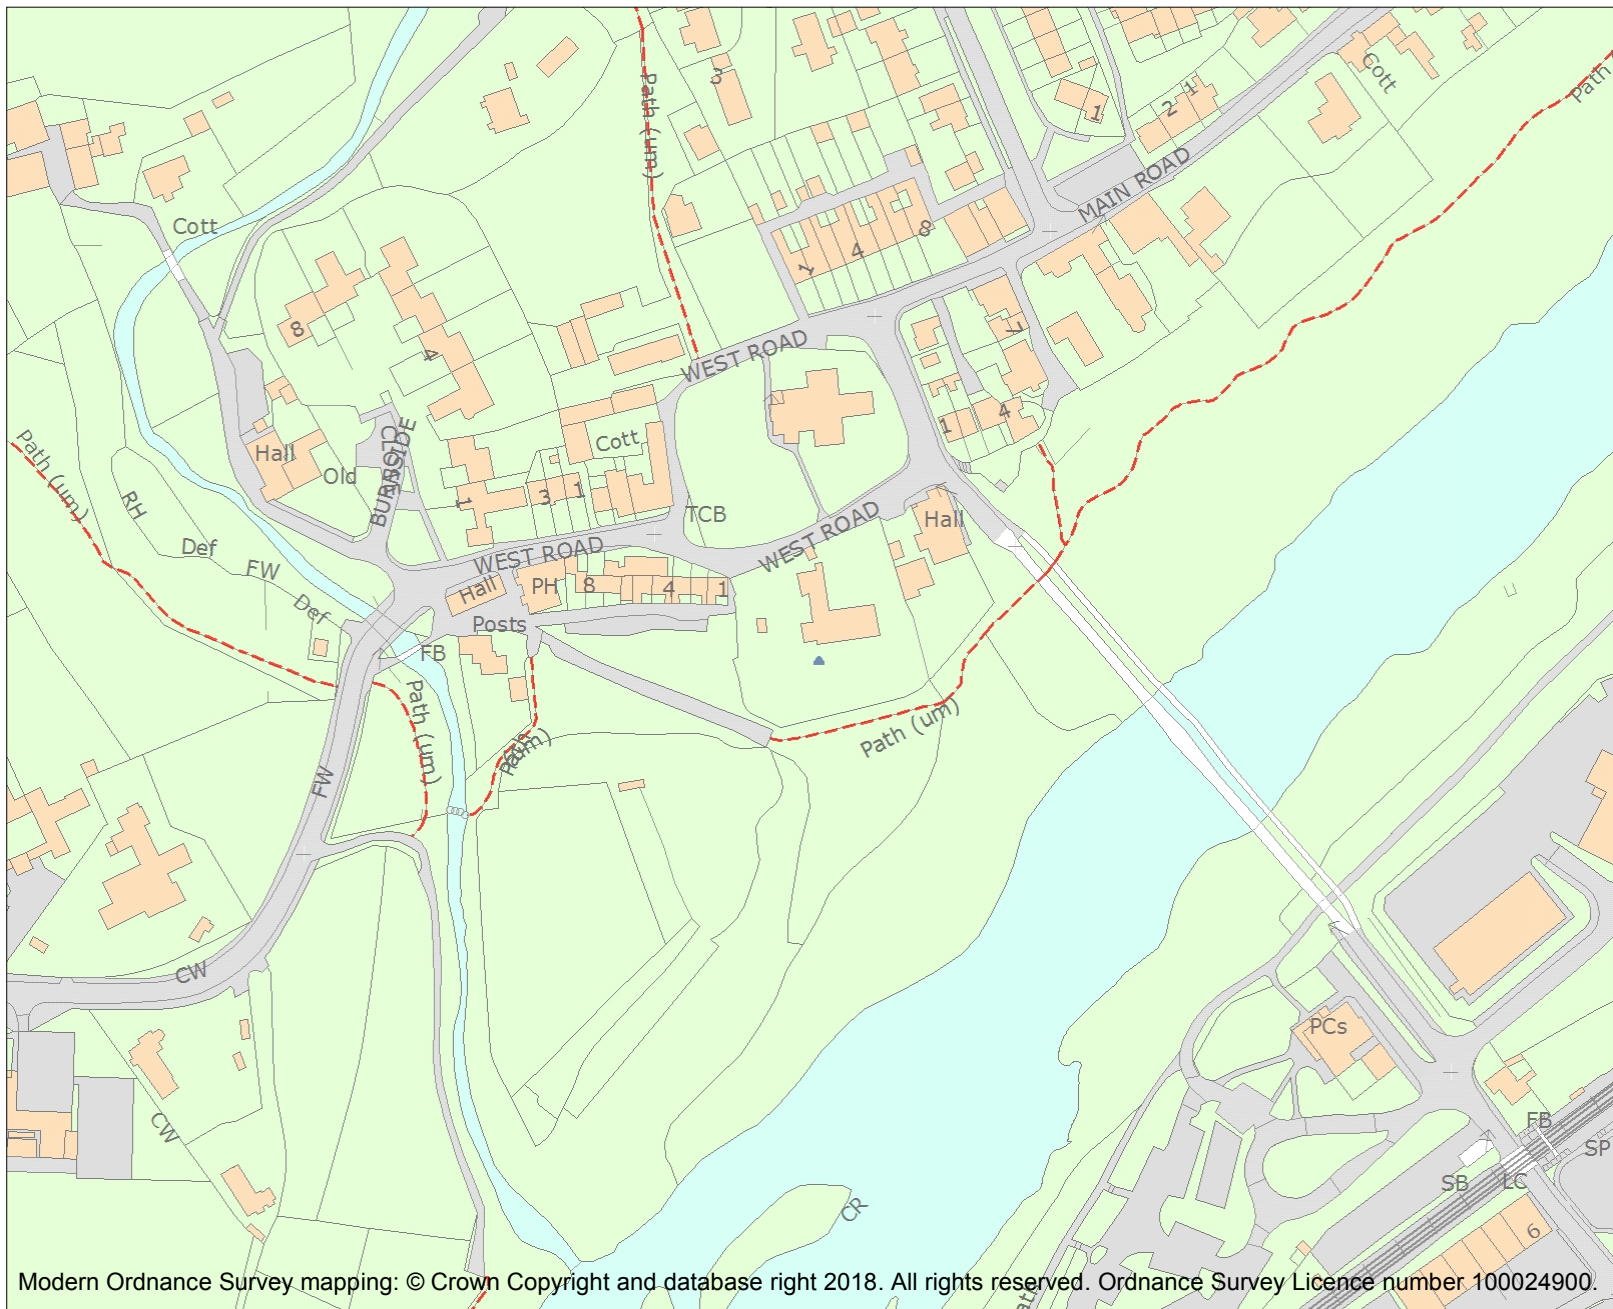 Path (um)
3
Cott
Path
1
2
1
MAIN ROAD
Cott
8
4
1
8
4
WEST ROAD
7
4
1
Cott
Hall
Old
BURNSIDE
CLOSE
Path (um)
RH
1
3
1
TCB
WEST ROAD
Hall
Def
FW
Def
WEST ROAD
Hall
PH
8
4
1
Posts
FB
Path (um)
Path (um)
Path (um)
FW
CW
PCs
CW
FB
SP
SB
LC
CR
6
Modern Ordnance Survey mapping: © Crown Copyright and database right 2018. All rights reserved. Ordnance Survey Licence number 100024900.